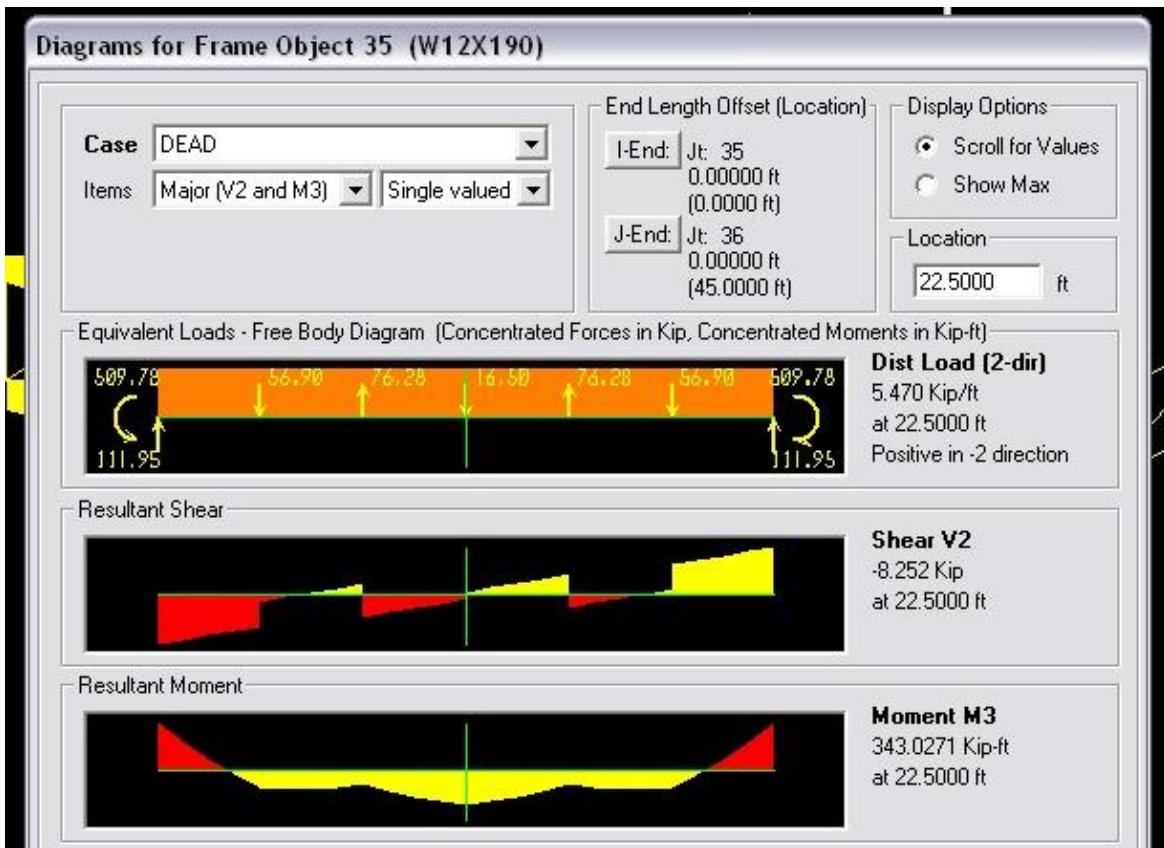 Diagrams for Frame Object 35 (W12X190)
Case DEAD
Items Major (V2 and M3) Single valued
End Length Offset (Location)
I-End: Jt: 35
0.00000 ft
(0.0000 ft)
J-End: Jt: 36
0.00000 ft
(45.0000 ft)
Display Options
Scroll for Values
Show Max
Location
22.5000 ft
Equivalent Loads - Free Body Diagram (Concentrated Forces in Kip, Concentrated Moments in Kip-ft)
509.78 56.90 76.28 16.50 76.28 56.90 509.78
111.95 111.95
Dist Load (2-dir)
5.470 Kip/ft
at 22.5000 ft
Positive in -2 direction
Resultant Shear
Shear V2
-8.252 Kip
at 22.5000 ft
Resultant Moment
Moment M3
343.0271 Kip-ft
at 22.5000 ft